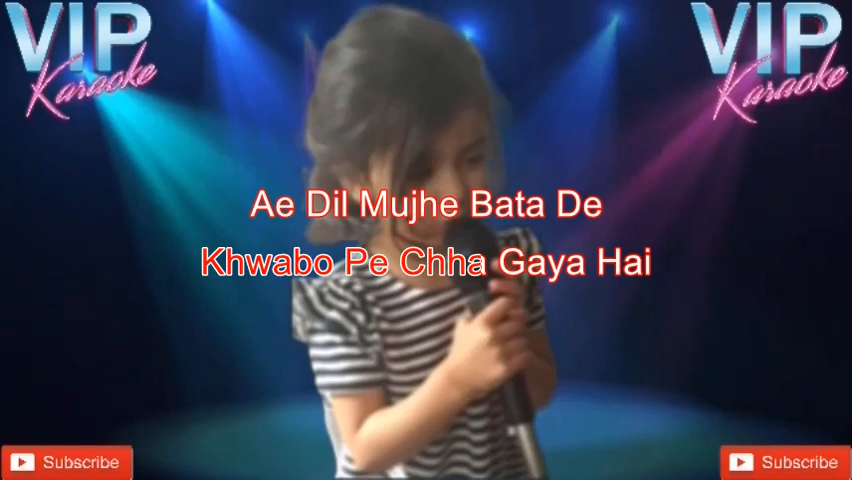 VIP
Karaoke
VIP
Karaoke
Ae Dil Mujhe Bata De
Khwabo Pe Chha Gaya Hai
Subscribe
Subscribe